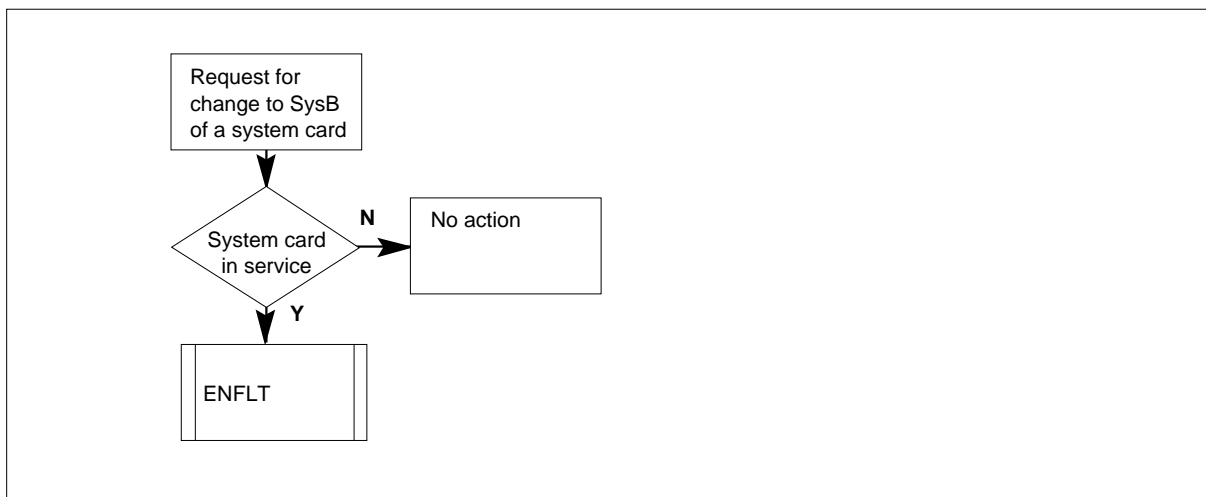 Request for
change to SysB
of a system card
N
No action
System card
in service
Y
ENFLT